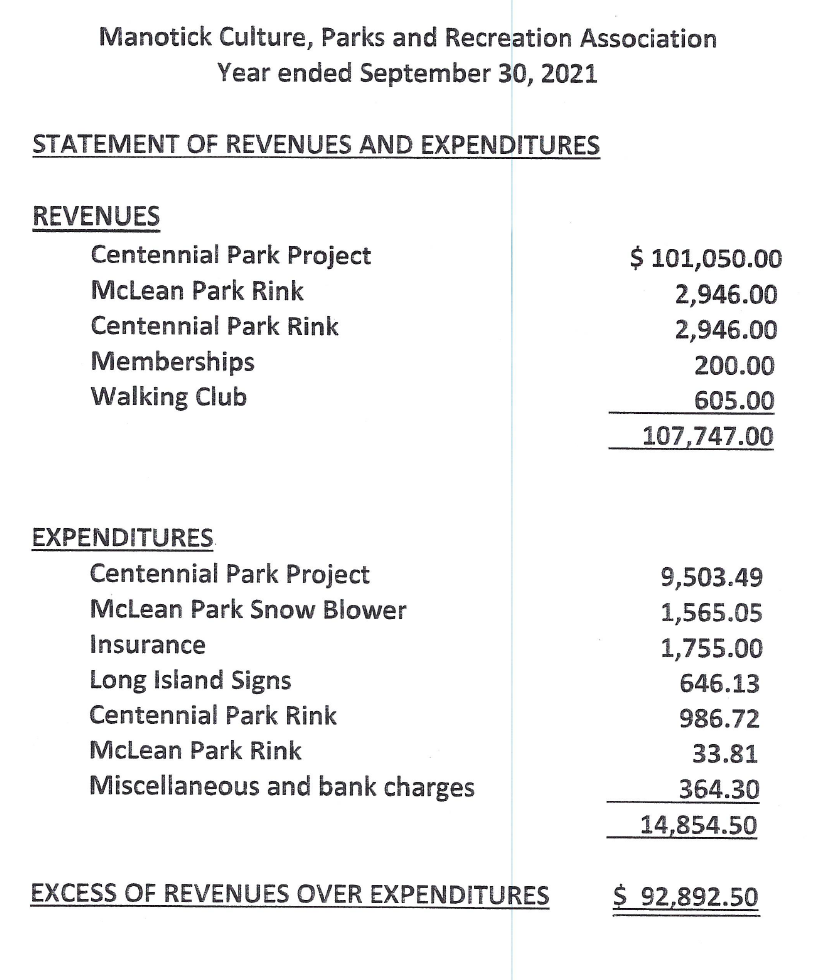 Manotick Culture, Parks and Recreation Association
Year ended September 30, 2021
STATEMENT OF REVENUES AND EXPENDITURES
REVENUES
Centennial Park Project $ 101,050.00
McLean Park Rink 2,946.00
Centennial Park Rink 2,946.00
Memberships 200.00
Walking Club 605.00
107,747.00
EXPENDITURES
Centennial Park Project 9,503.49
McLean Park Snow Blower 1,565.05
Insurance 1,755.00
Long Island Signs 646.13
Centennial Park Rink 986.72
McLean Park Rink 33.81
Miscellaneous and bank charges 364.30
14,854.50
EXCESS OF REVENUES OVER EXPENDITURES $ 92,892.50